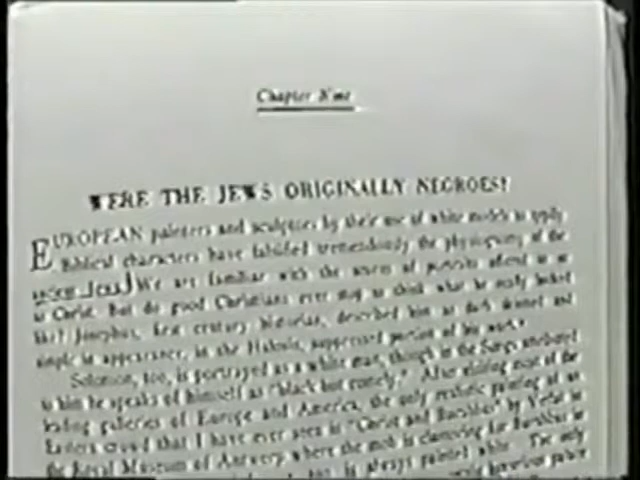 Chapter Nine
WERE THE JEWS ORIGINALLY NEGROES?
EUROPEAN painters and sculptors by their use of white models to typify
Biblical characters have falsified tremendously the physiognomy of the
ancient Jews. We are familiar with the scores of portraits offered to us
as Christ. But do good Christians ever stop to think what he really looked
like? Josephus, first century historian, described him as dark skinned and
simple in appearance, in the Halosis, suppressed portion of his work.
Solomon, too, is portrayed as a white man, though in the Songs attributed
to him he speaks of himself as "black but comely." After visiting most of the
leading galleries of Europe and America, the only realistic painting of an
Eastern crowd that I have ever seen is "Christ and Barabbas" by
the Royal Museum of Antwerp, where the mob is clamoring for Barabbas in
too, is always painted white. The only